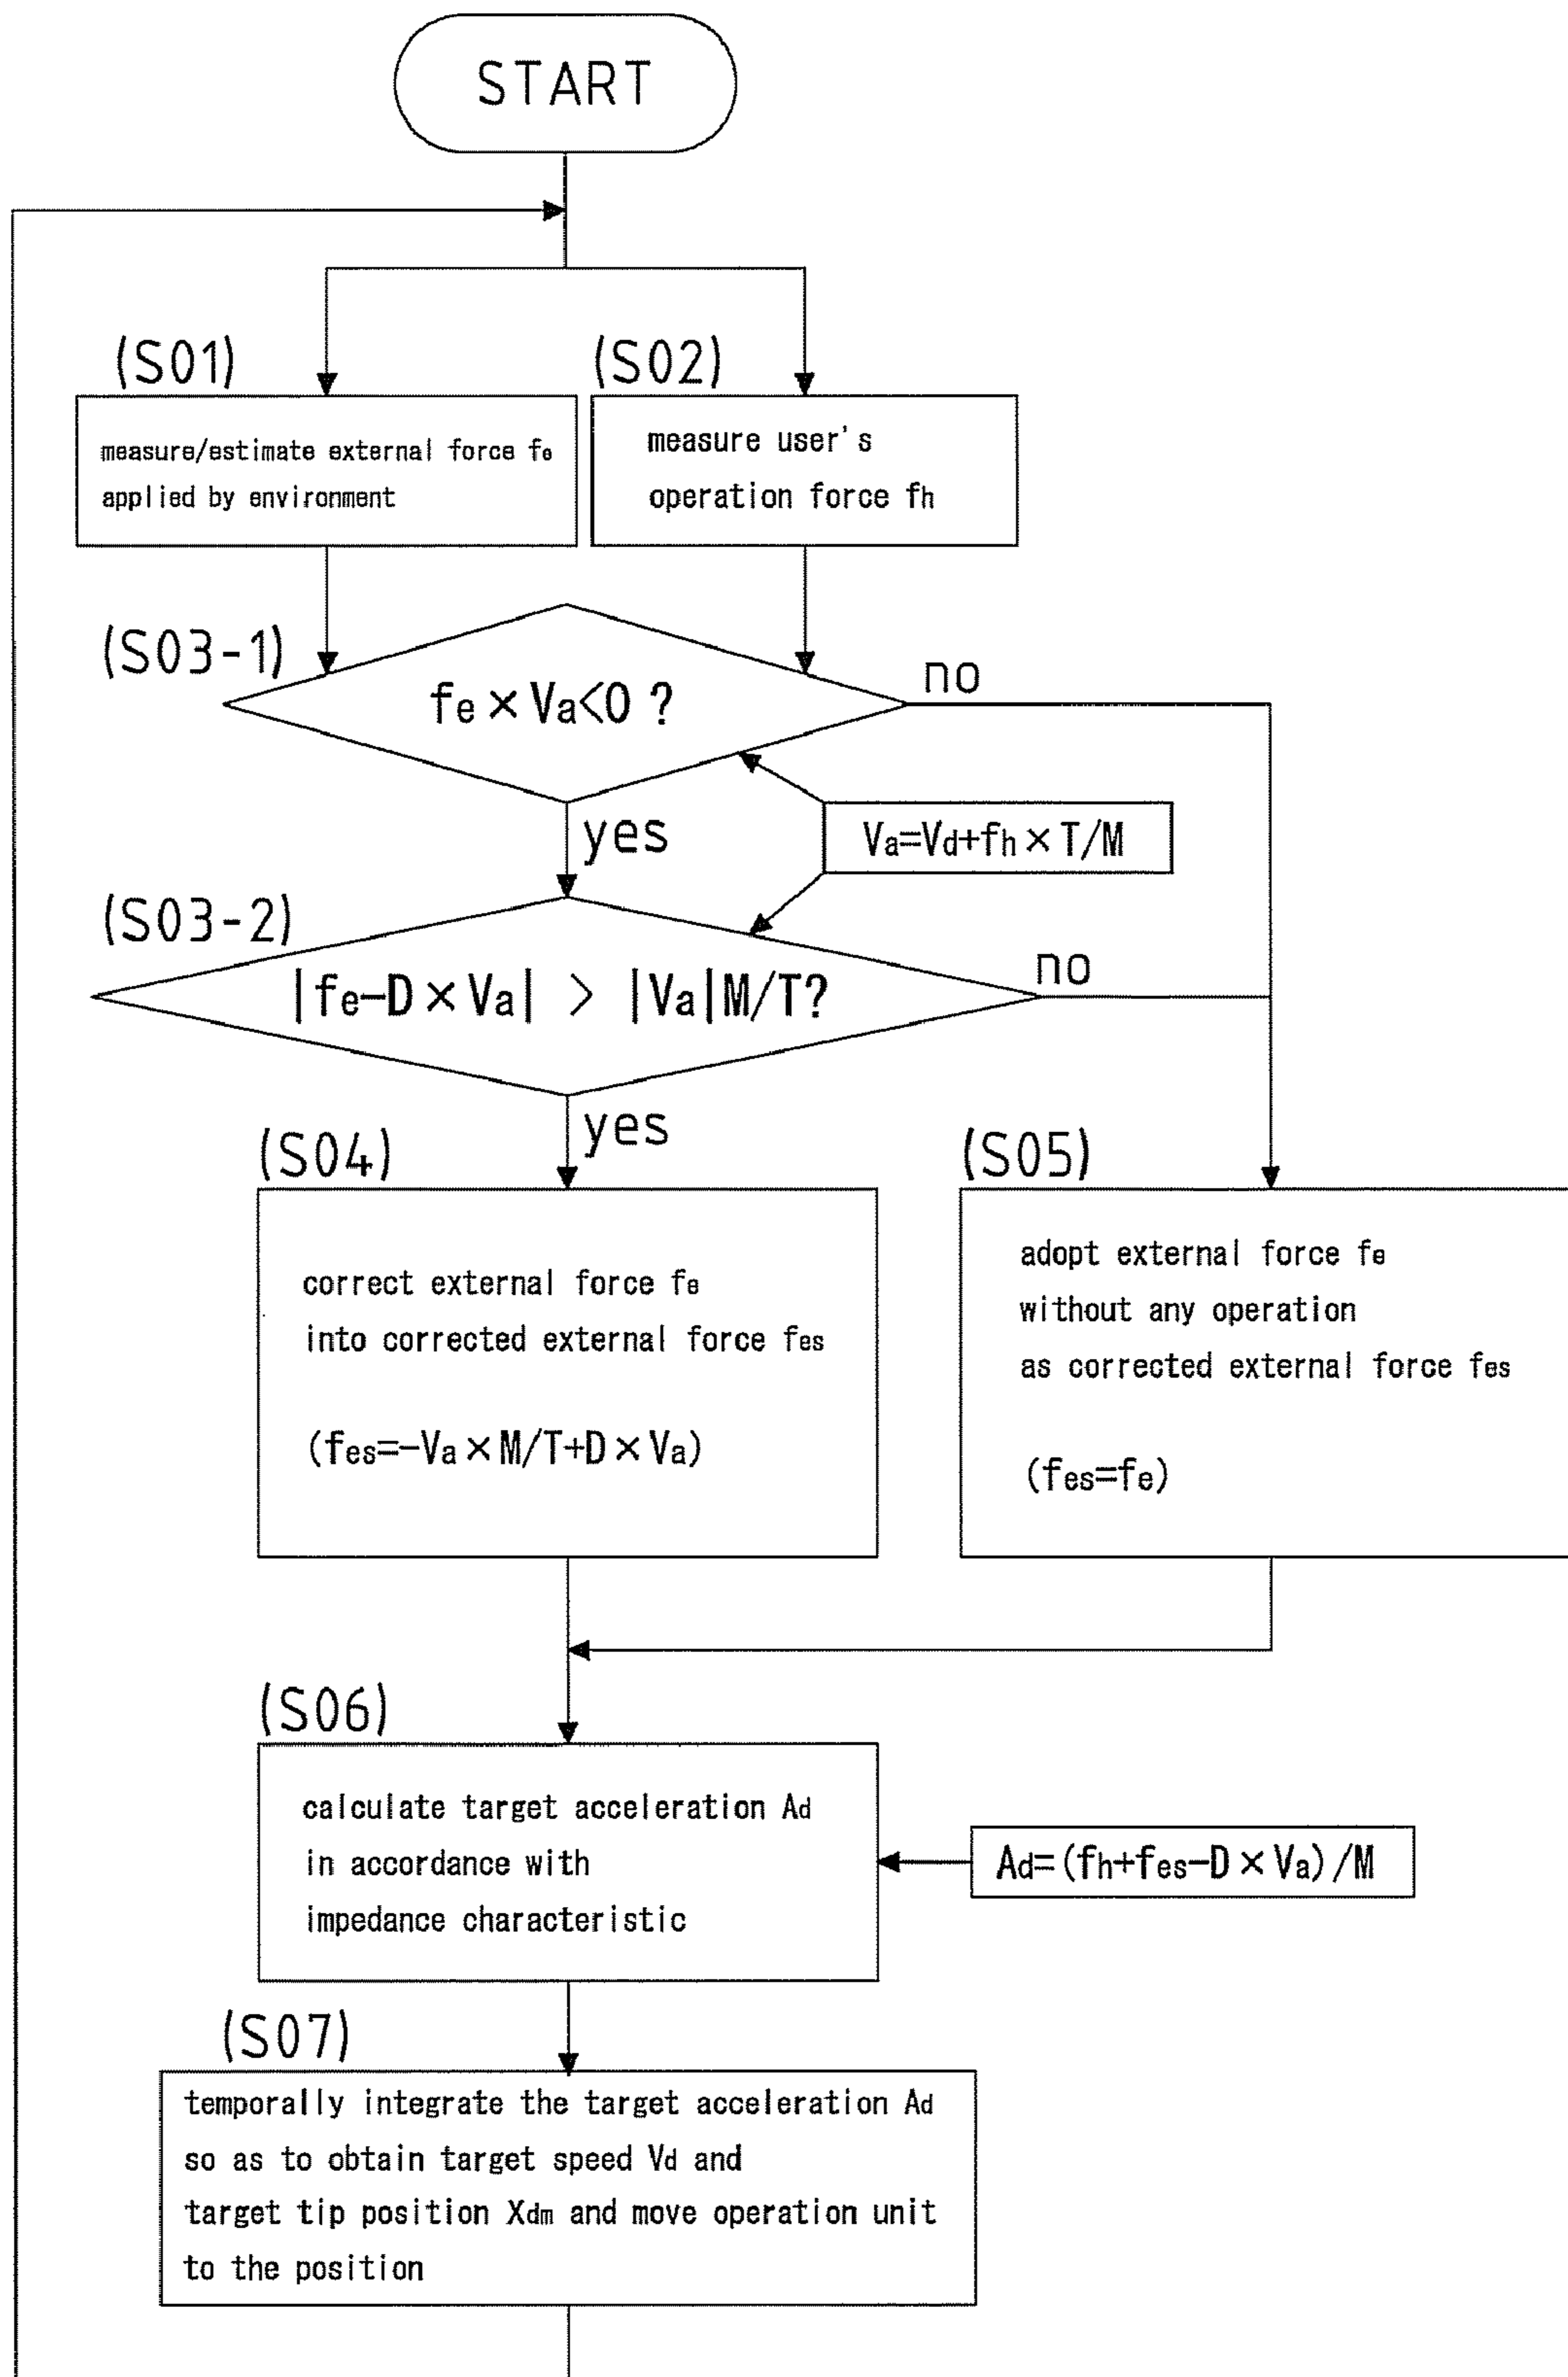 START
(S01)
measure/estimate external force fe
applied by environment
(S02)
measure user's
operation force fh
(S03-1)
fe×Va<0 ?
no
yes
Va=Vd+fh×T/M
(S03-2)
|fe-D×Va| > |Va|M/T?
no
yes
(S04)
correct external force fe
into corrected external force fes
(fes=-Va×M/T+D×Va)
(S05)
adopt external force fe
without any operation
as corrected external force fes
(fes=fe)
(S06)
calculate target acceleration Ad
in accordance with
impedance characteristic
Ad=(fh+fes-D×Va)/M
(S07)
temporally integrate the target acceleration Ad
so as to obtain target speed Vd and
target tip position Xdm and move operation unit
to the position